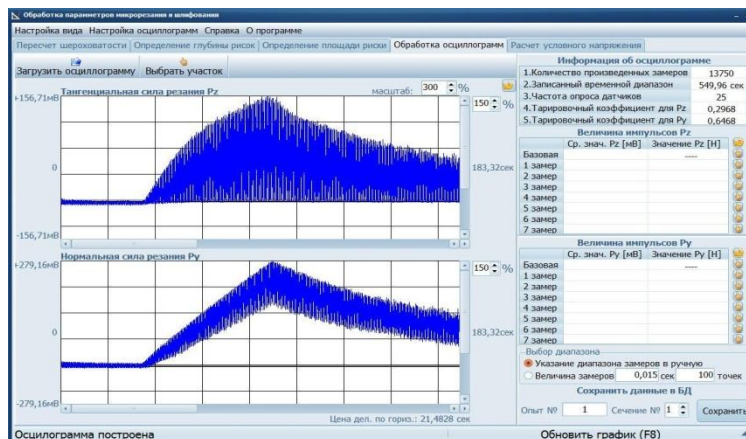 Обработка параметров микрорезания и шлифования
Настройка вида Настройка осциллограмм Справка О программе
Пересчет шероховатости Определение глубины рисок Определение площади риски Обработка осциллограмм Расчет условного напряжения
Загрузить осциллограмму Выбрать участок
Тангенциальная сила резания Pz
масштаб: 300 %
+156,71мВ
150 %
0
183,32сек
-156,71мВ
Нормальная сила резания Py
+279,16мВ
150 %
0
183,32сек
-279,16мВ
Цена дел. по гориз.: 21,4828 сек
Информация об осциллограмме
1.Количество произведенных замеров 13750
2.Записанный временной диапазон 549,96 сек
3.Частота опроса датчиков 25
4.Тарировочный коэффициент для Pz 0,2968
5.Тарировочный коэффициент для Py 0,6468
Величина импульсов Pz
Ср. знач. Pz [мВ] Значение Pz [Н]
Базовая ----
1 замер
2 замер
3 замер
4 замер
5 замер
6 замер
7 замер
Величина импульсов Py
Ср. знач. Py [мВ] Значение Py [Н]
Базовая ----
1 замер
2 замер
3 замер
4 замер
5 замер
6 замер
7 замер
Выбор диапазона
Указание диапазона замеров в ручную
Величина замеров 0,015 сек 100 точек
Сохранить данные в БД
Опыт № 1 Сечение № 1 Сохранить
Осцилограмма построена
Обновить график (F8)